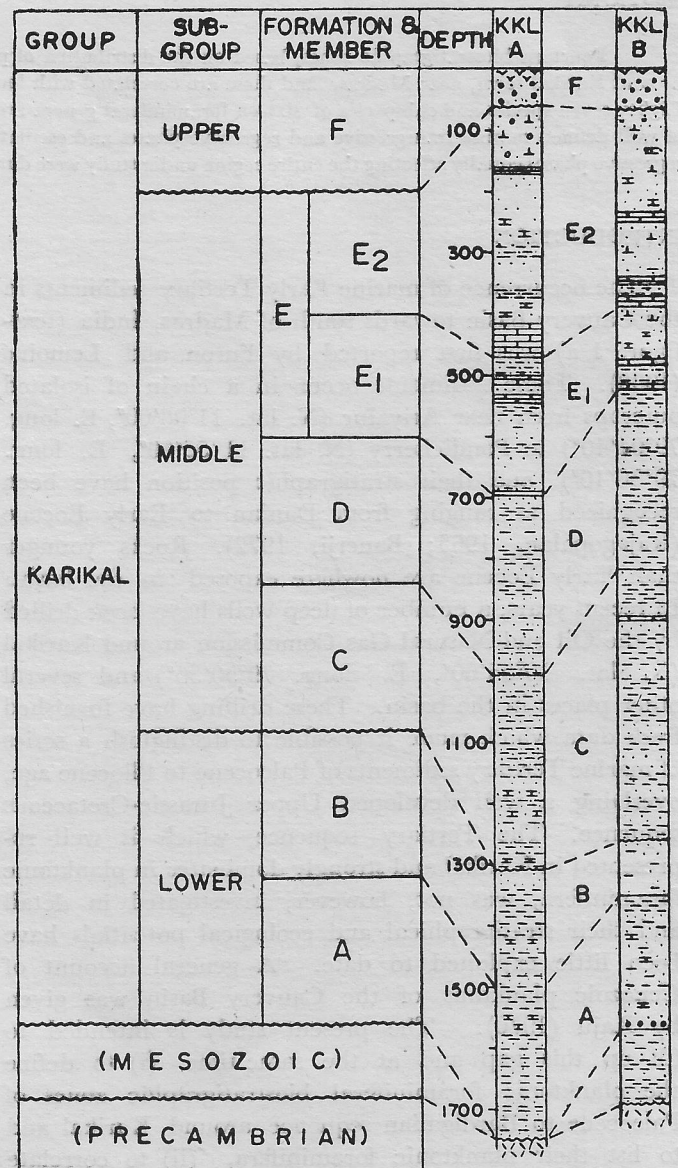 GROUP
SUB-
GROUP
FORMATION &
MEMBER
DEPTH
KKL
A
KKL
B
F
UPPER
F
100
E2
300
E2
E
500
E1
E1
MIDDLE
700
D
D
KARIKAL
900
C
C
1100
B
1300
LOWER
B
A
1500
A
(MESOZOIC)
1700
(PRECAMBRIAN)